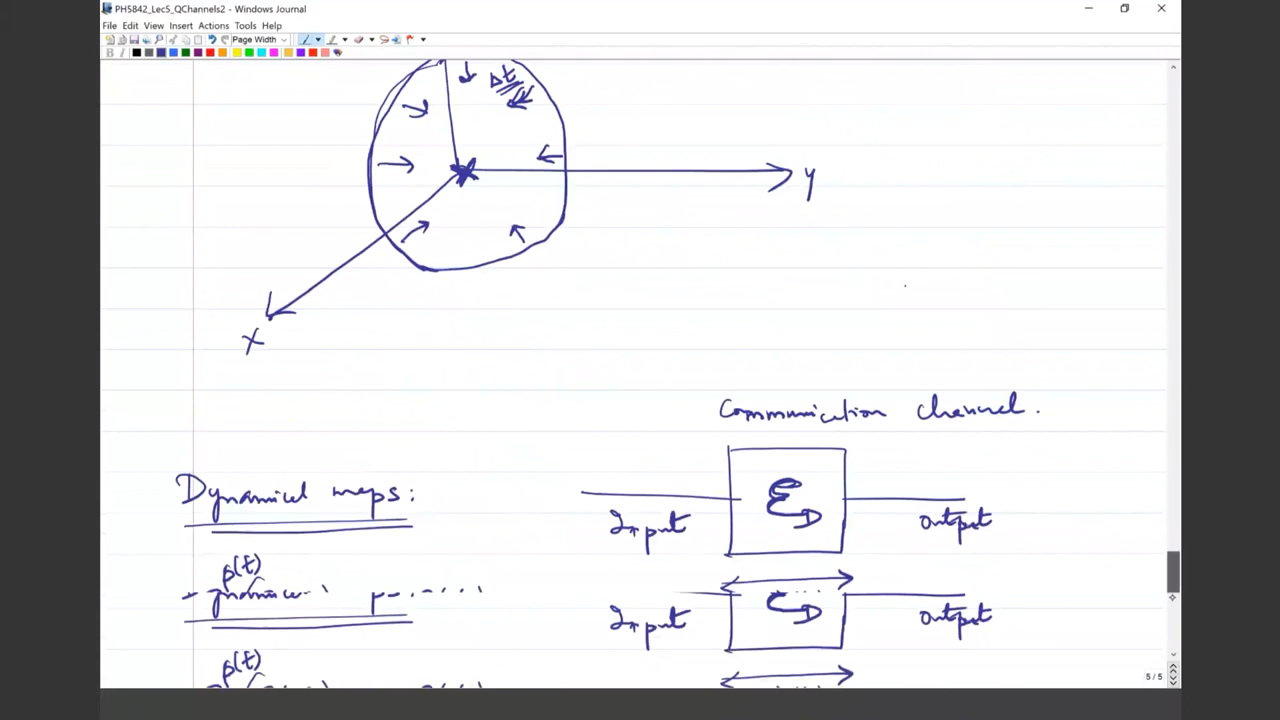 PH5842_Lec5_QChannels2 - Windows Journal
File Edit View Insert Actions Tools Help
Page Width
B I
Δt
y
x
Communication channel.
Dynamical maps:
Input
ℰ_D
output
ρ(t)
Input
output
ρ(t)
5 / 5